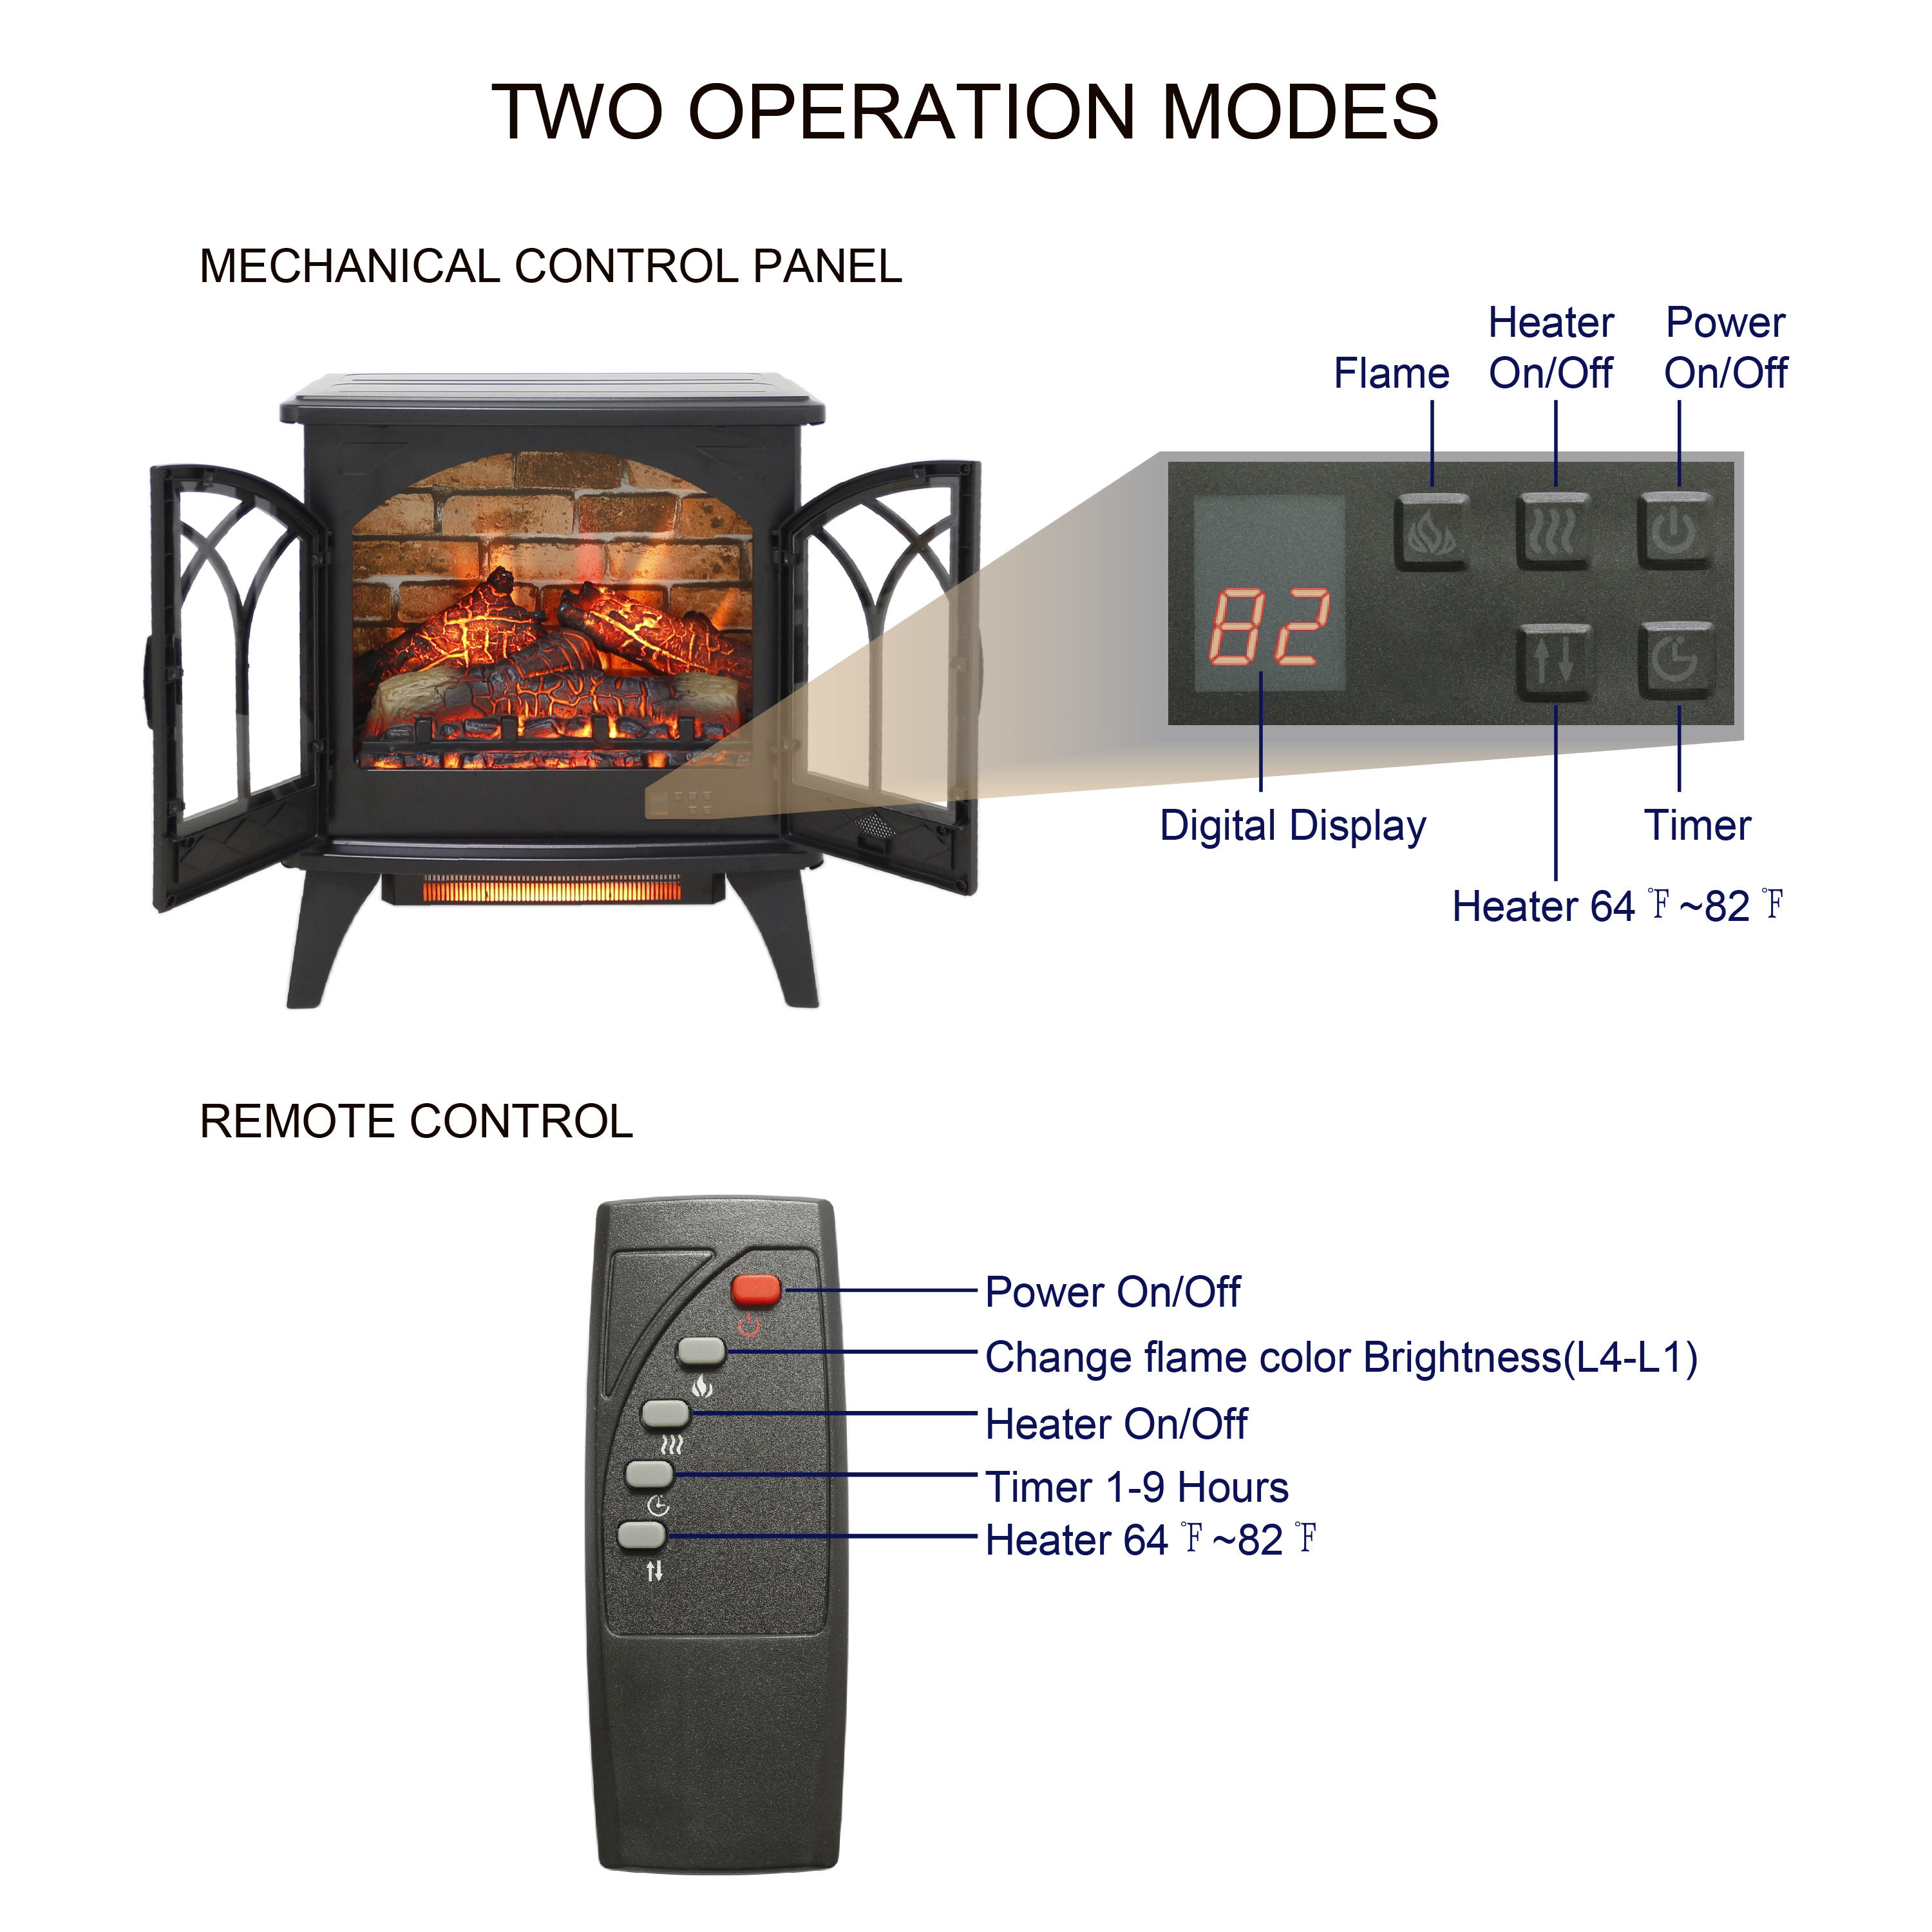 TWO OPERATION MODES
MECHANICAL CONTROL PANEL
Heater Power
Flame On/Off On/Off
82
Digital Display Timer
Heater 64 ℉ ~82 ℉
REMOTE CONTROL
Power On/Off
Change flame color Brightness(L4-L1)
Heater On/Off
Timer 1-9 Hours
Heater 64 ℉ ~82 ℉